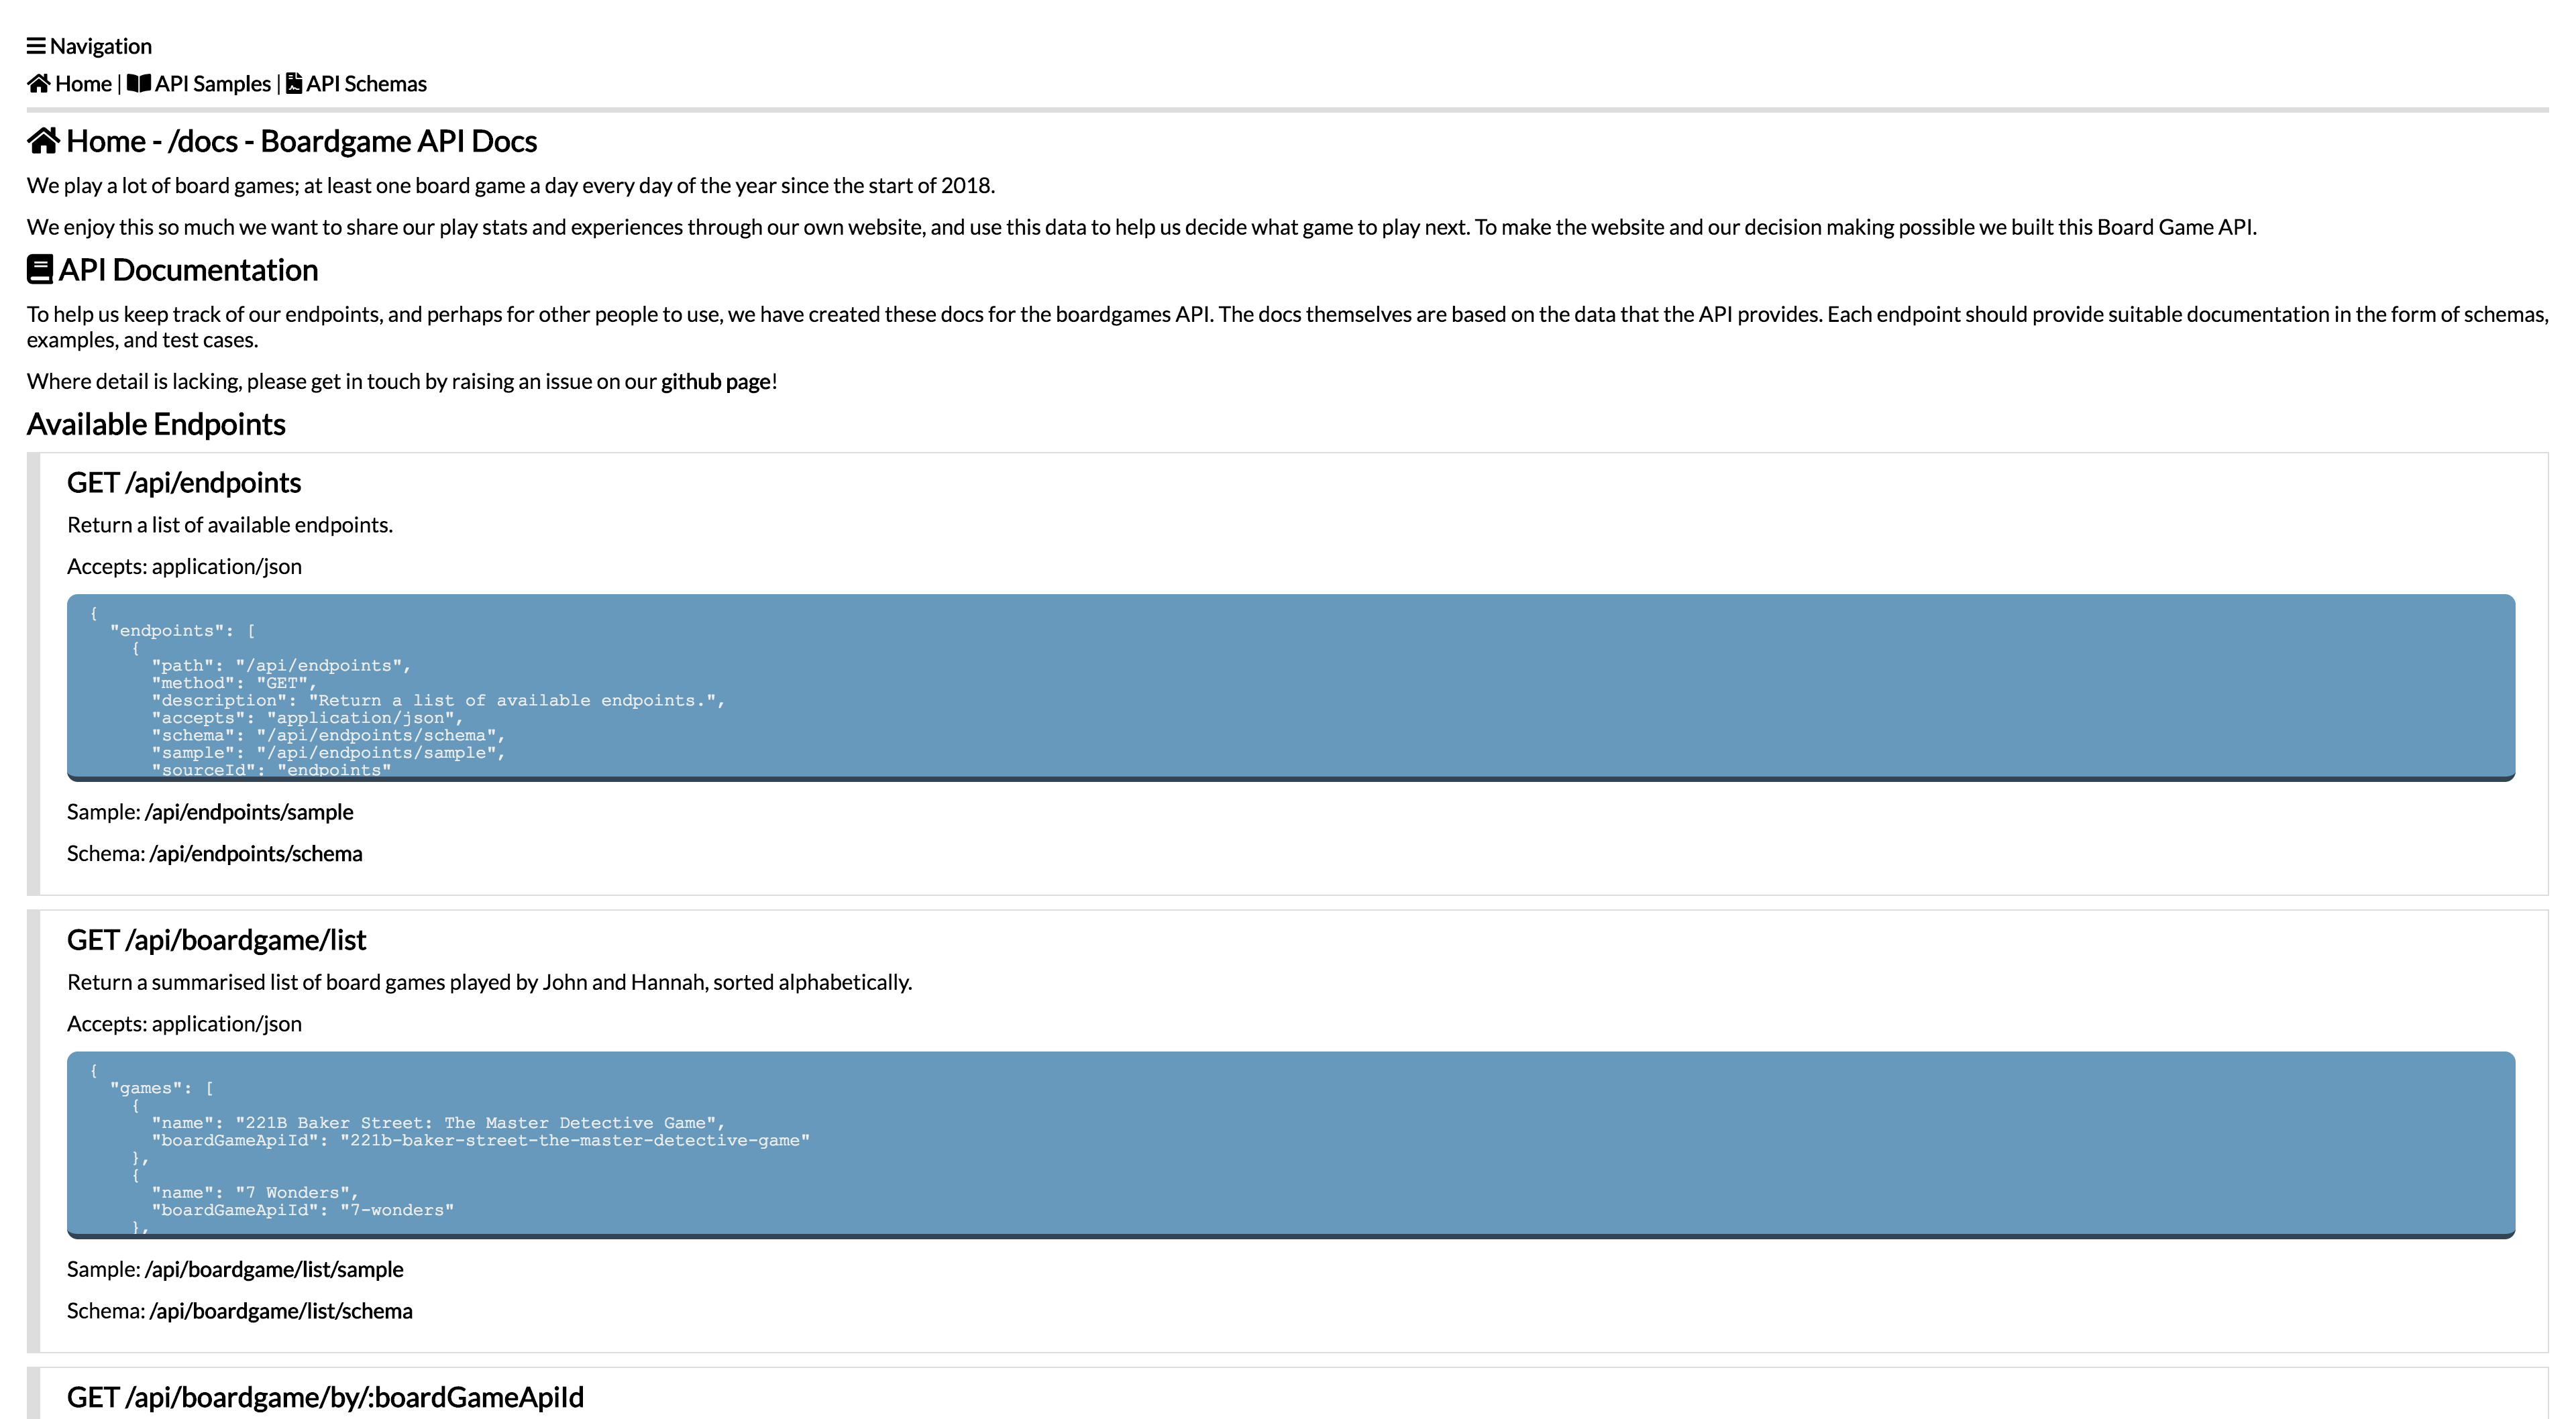 Navigation
Home | API Samples | API Schemas
Home - /docs - Boardgame API Docs
We play a lot of board games; at least one board game a day every day of the year since the start of 2018.
We enjoy this so much we want to share our play stats and experiences through our own website, and use this data to help us decide what game to play next. To make the website and our decision making possible we built this Board Game API.
API Documentation
To help us keep track of our endpoints, and perhaps for other people to use, we have created these docs for the boardgames API. The docs themselves are based on the data that the API provides. Each endpoint should provide suitable documentation in the form of schemas,
examples, and test cases.
Where detail is lacking, please get in touch by raising an issue on our github page!
Available Endpoints
GET /api/endpoints
Return a list of available endpoints.
Accepts: application/json
{
"endpoints": [
{
"path": "/api/endpoints",
"method": "GET",
"description": "Return a list of available endpoints.",
"accepts": "application/json",
"schema": "/api/endpoints/schema",
"sample": "/api/endpoints/sample",
"sourceId": "endpoints"
Sample: /api/endpoints/sample
Schema: /api/endpoints/schema
GET /api/boardgame/list
Return a summarised list of board games played by John and Hannah, sorted alphabetically.
Accepts: application/json
{
"games": [
{
"name": "221B Baker Street: The Master Detective Game",
"boardGameApiId": "221b-baker-street-the-master-detective-game"
},
{
"name": "7 Wonders",
"boardGameApiId": "7-wonders"
},
Sample: /api/boardgame/list/sample
Schema: /api/boardgame/list/schema
GET /api/boardgame/by/:boardGameApiId